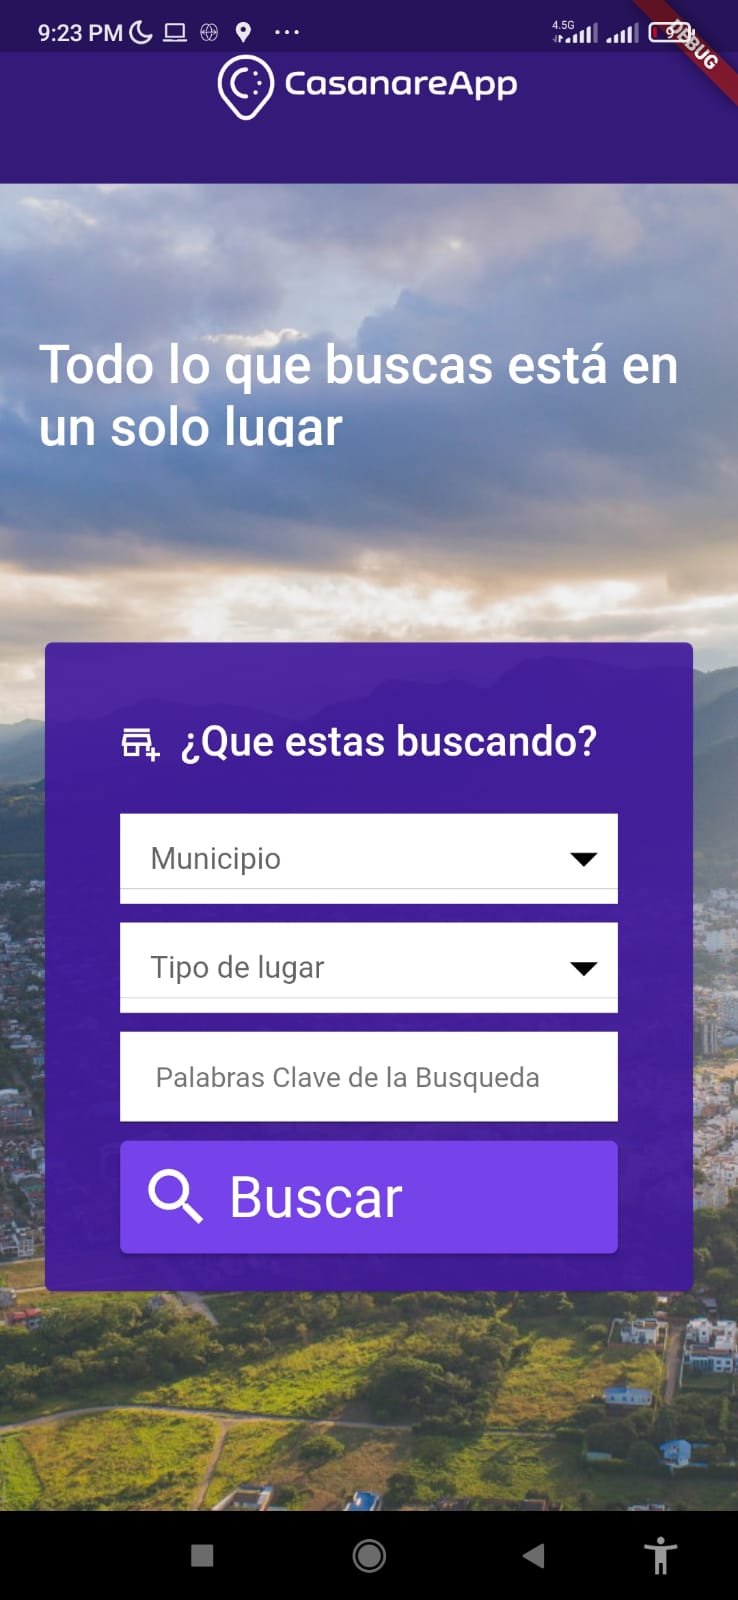 9:23 PM
4.5G
9
DEBUG
CasanareApp
Todo lo que buscas está en
un solo lugar
¿Que estas buscando?
Municipio
Tipo de lugar
Palabras Clave de la Busqueda
Buscar